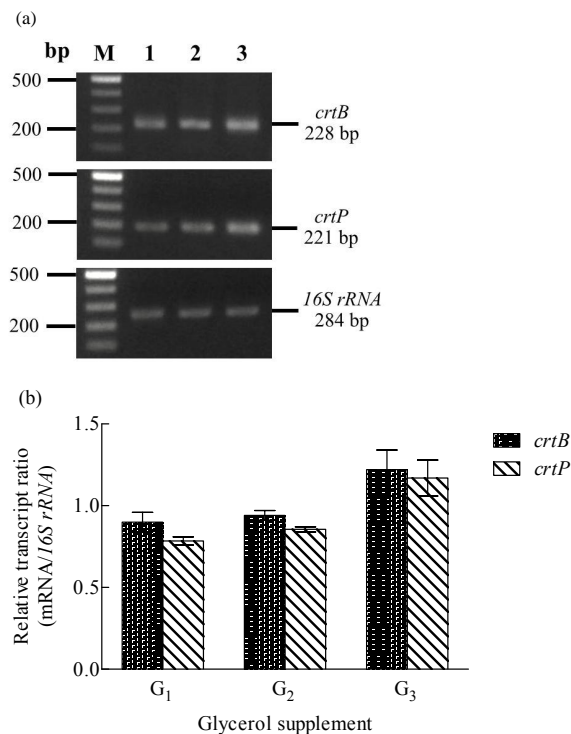 (a)
bp M 1 2 3
500
200
crtB
228 bp
500
200
crtP
221 bp
500
200
16S rRNA
284 bp
(b)
Relative transcript ratio
(mRNA/16S rRNA)
1.5
1.0
0.5
0.0
G₁ G₂ G₃
Glycerol supplement
crtB
crtP